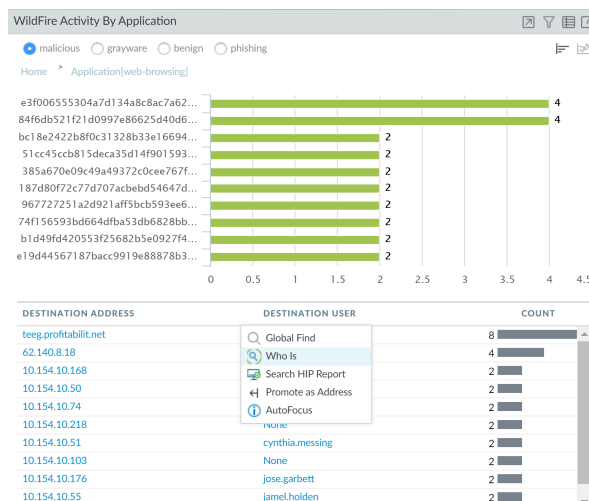 WildFire Activity By Application
malicious grayware benign phishing
Home > Application[web-browsing]
e3f006555304a7d134a8c8ac7a62... 4
84f6db521f21d0997e86625d40d6... 4
bc18e2422b8f0c31328b33e16694... 2
51cc45ccb815deca35d14f901593... 2
385a670e09c49a49372c0cee767f... 2
187d80f72c77d707acbebd54647d... 2
967727251a2d921aff5bcb593ee6... 2
74f156593bd664dfba53db6828bb... 2
b1d49fd420553f25682b5e0927f4... 2
e19d44567187bacc9919e88878b3... 2
0 0.5 1 1.5 2 2.5 3 3.5 4 4.5
DESTINATION ADDRESS DESTINATION USER COUNT
teeg.profitabilit.net Global Find 8
62.140.8.18 Who Is 4
10.154.10.168 Search HIP Report 2
10.154.10.50 Promote as Address 2
10.154.10.74 AutoFocus 2
10.154.10.218 None 2
10.154.10.51 cynthia.messing 2
10.154.10.103 None 2
10.154.10.176 jose.garbett 2
10.154.10.55 jamel.holden 2